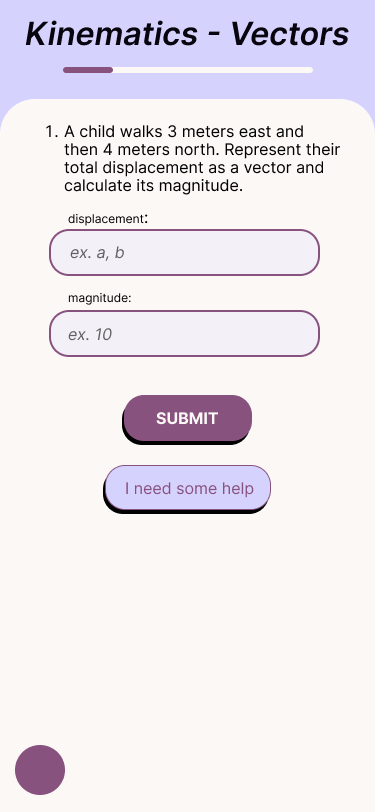 Kinematics - Vectors
1. A child walks 3 meters east and
then 4 meters north. Represent their
total displacement as a vector and
calculate its magnitude.
displacement:
ex. a, b
magnitude:
ex. 10
SUBMIT
I need some help